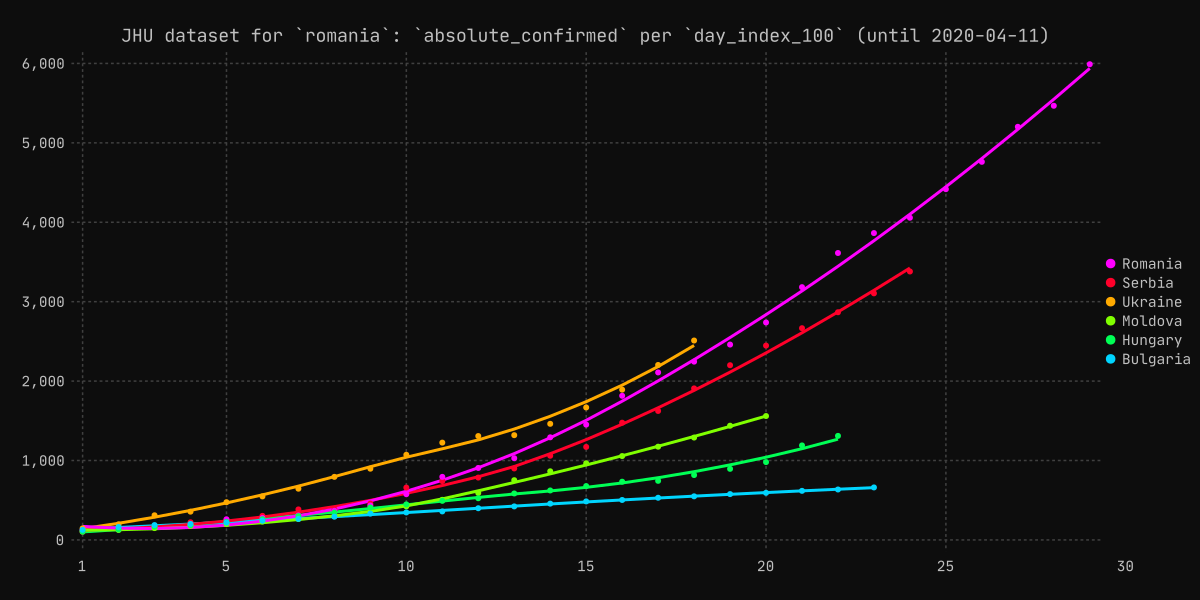 JHU dataset for `romania`: `absolute_confirmed` per `day_index_100` (until 2020-04-11)
6,000
5,000
4,000
3,000
2,000
1,000
0
1 5 10 15 20 25 30
Romania
Serbia
Ukraine
Moldova
Hungary
Bulgaria